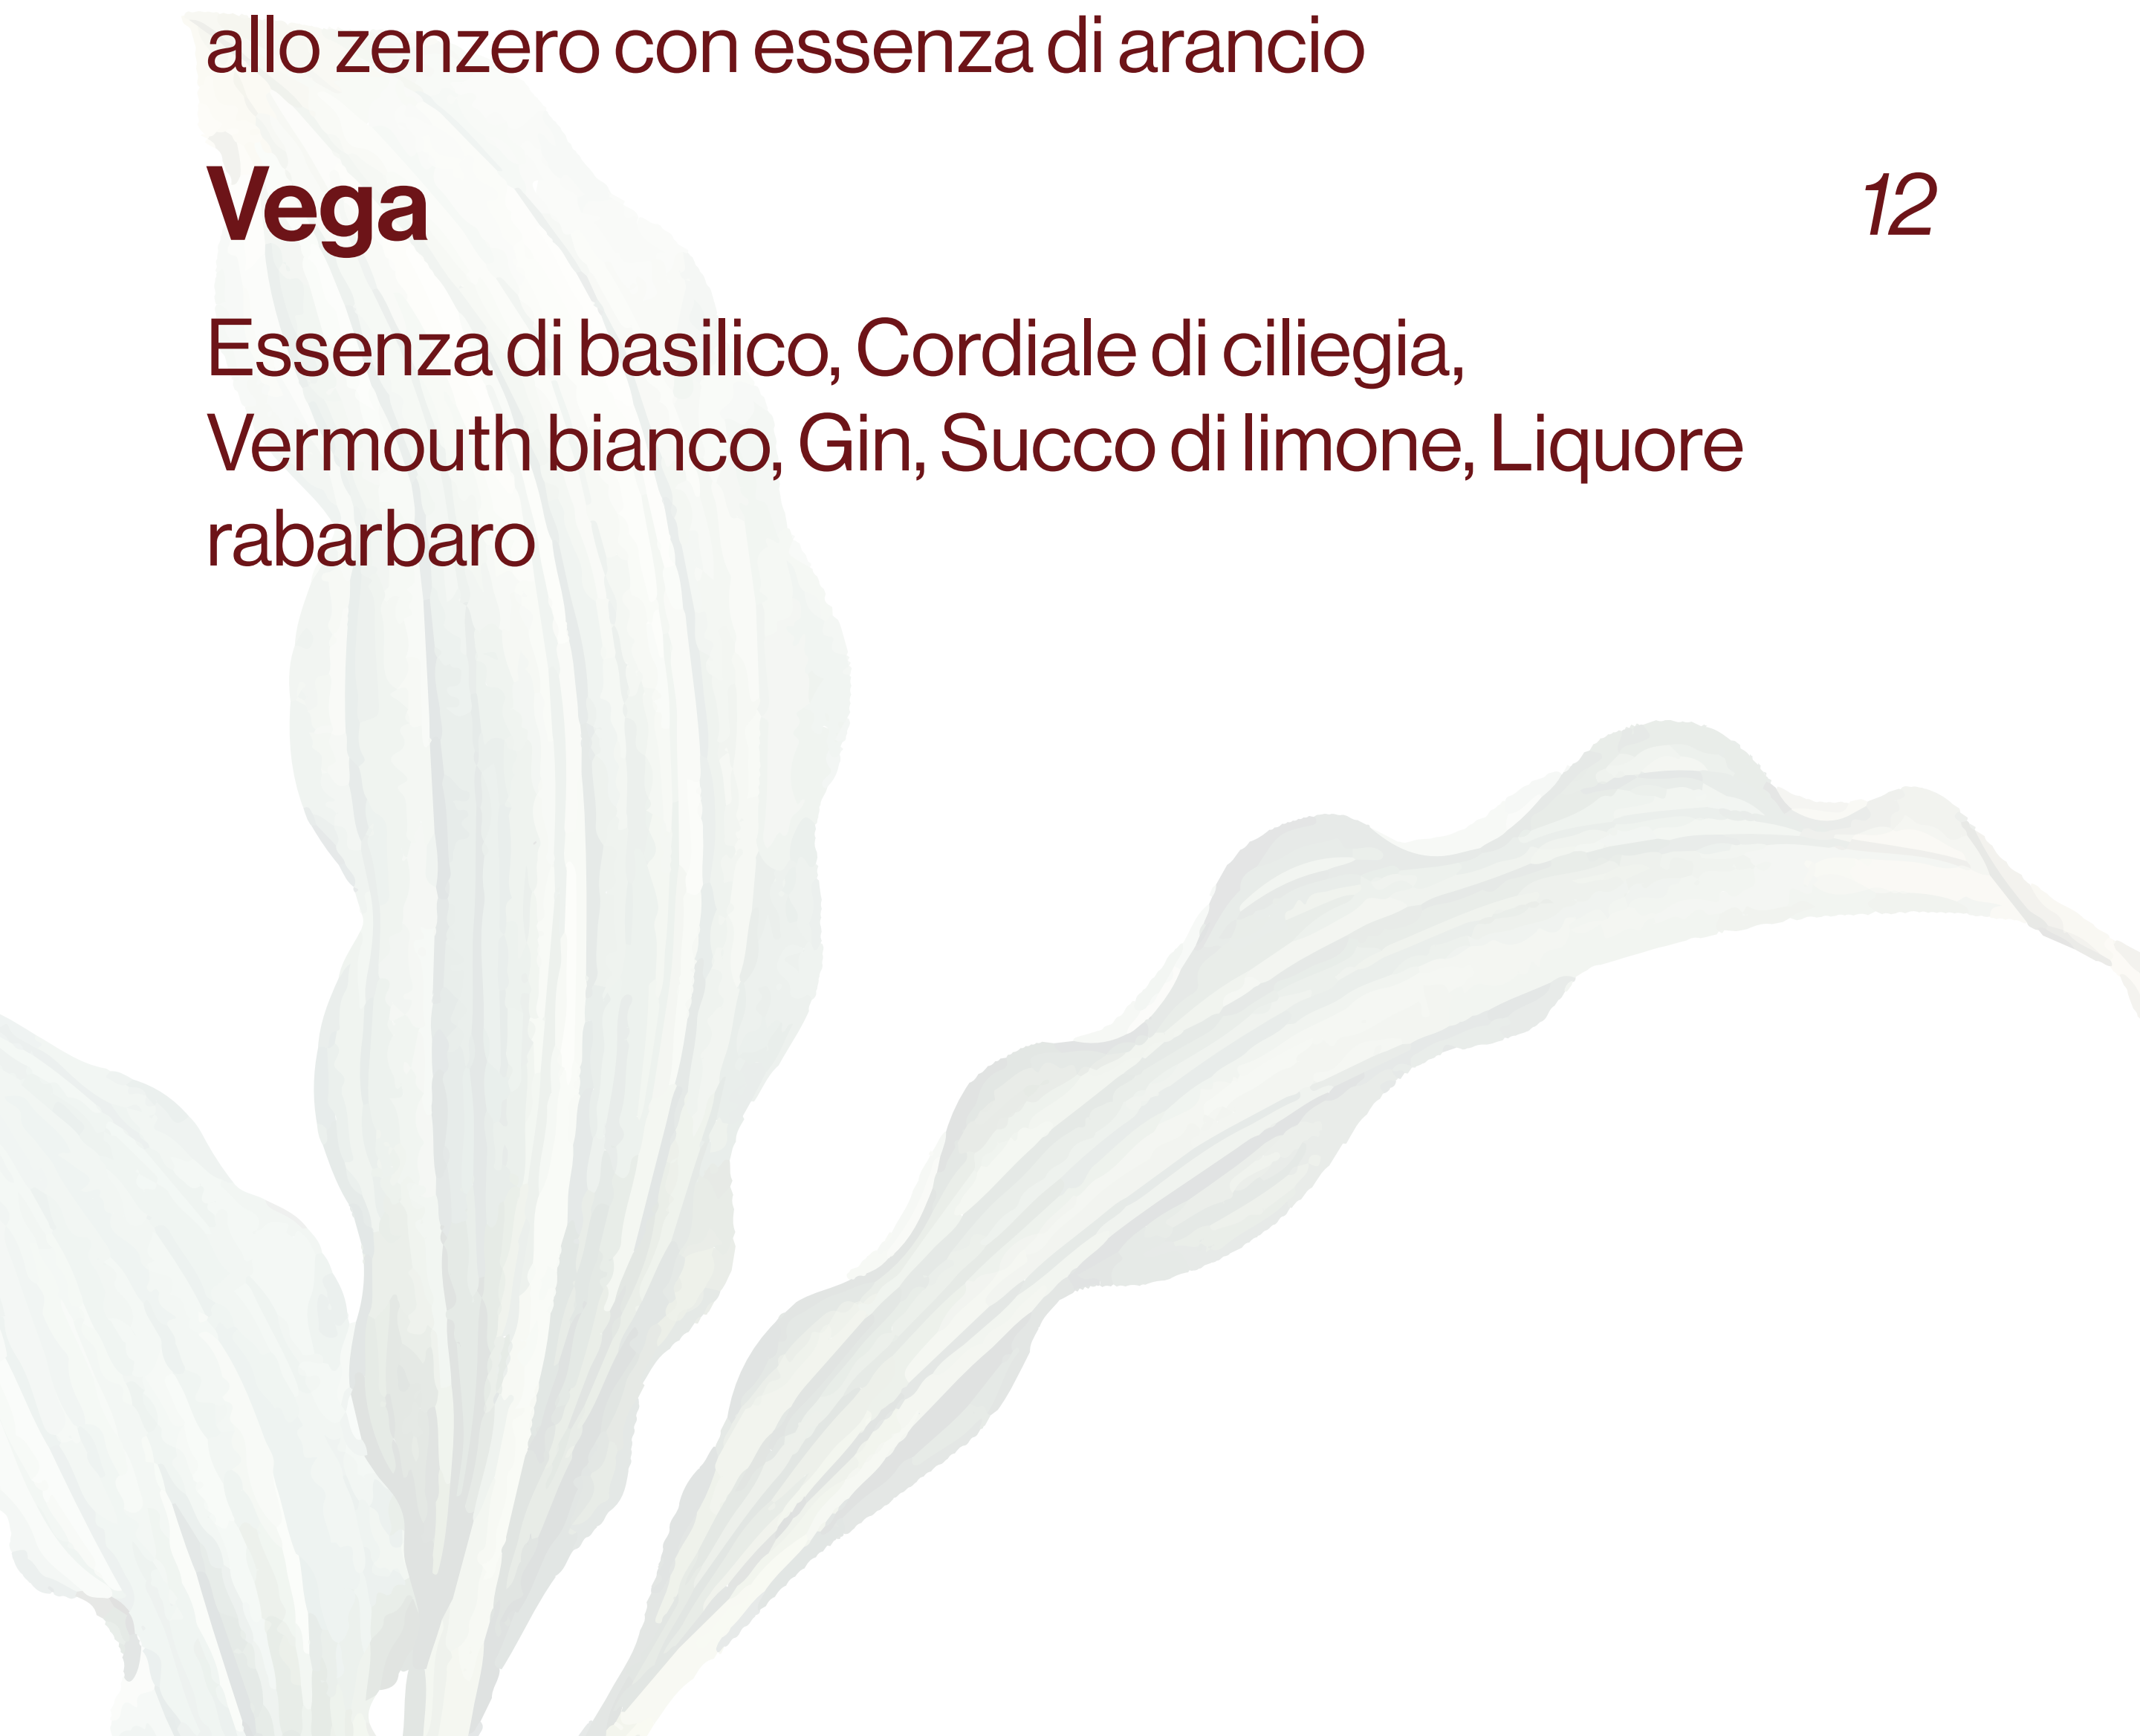 allo zenzero con essenza di arancio
Vega 12
Essenza di basilico, Cordiale di ciliegia,
Vermouth bianco, Gin, Succo di limone, Liquore
rabarbaro